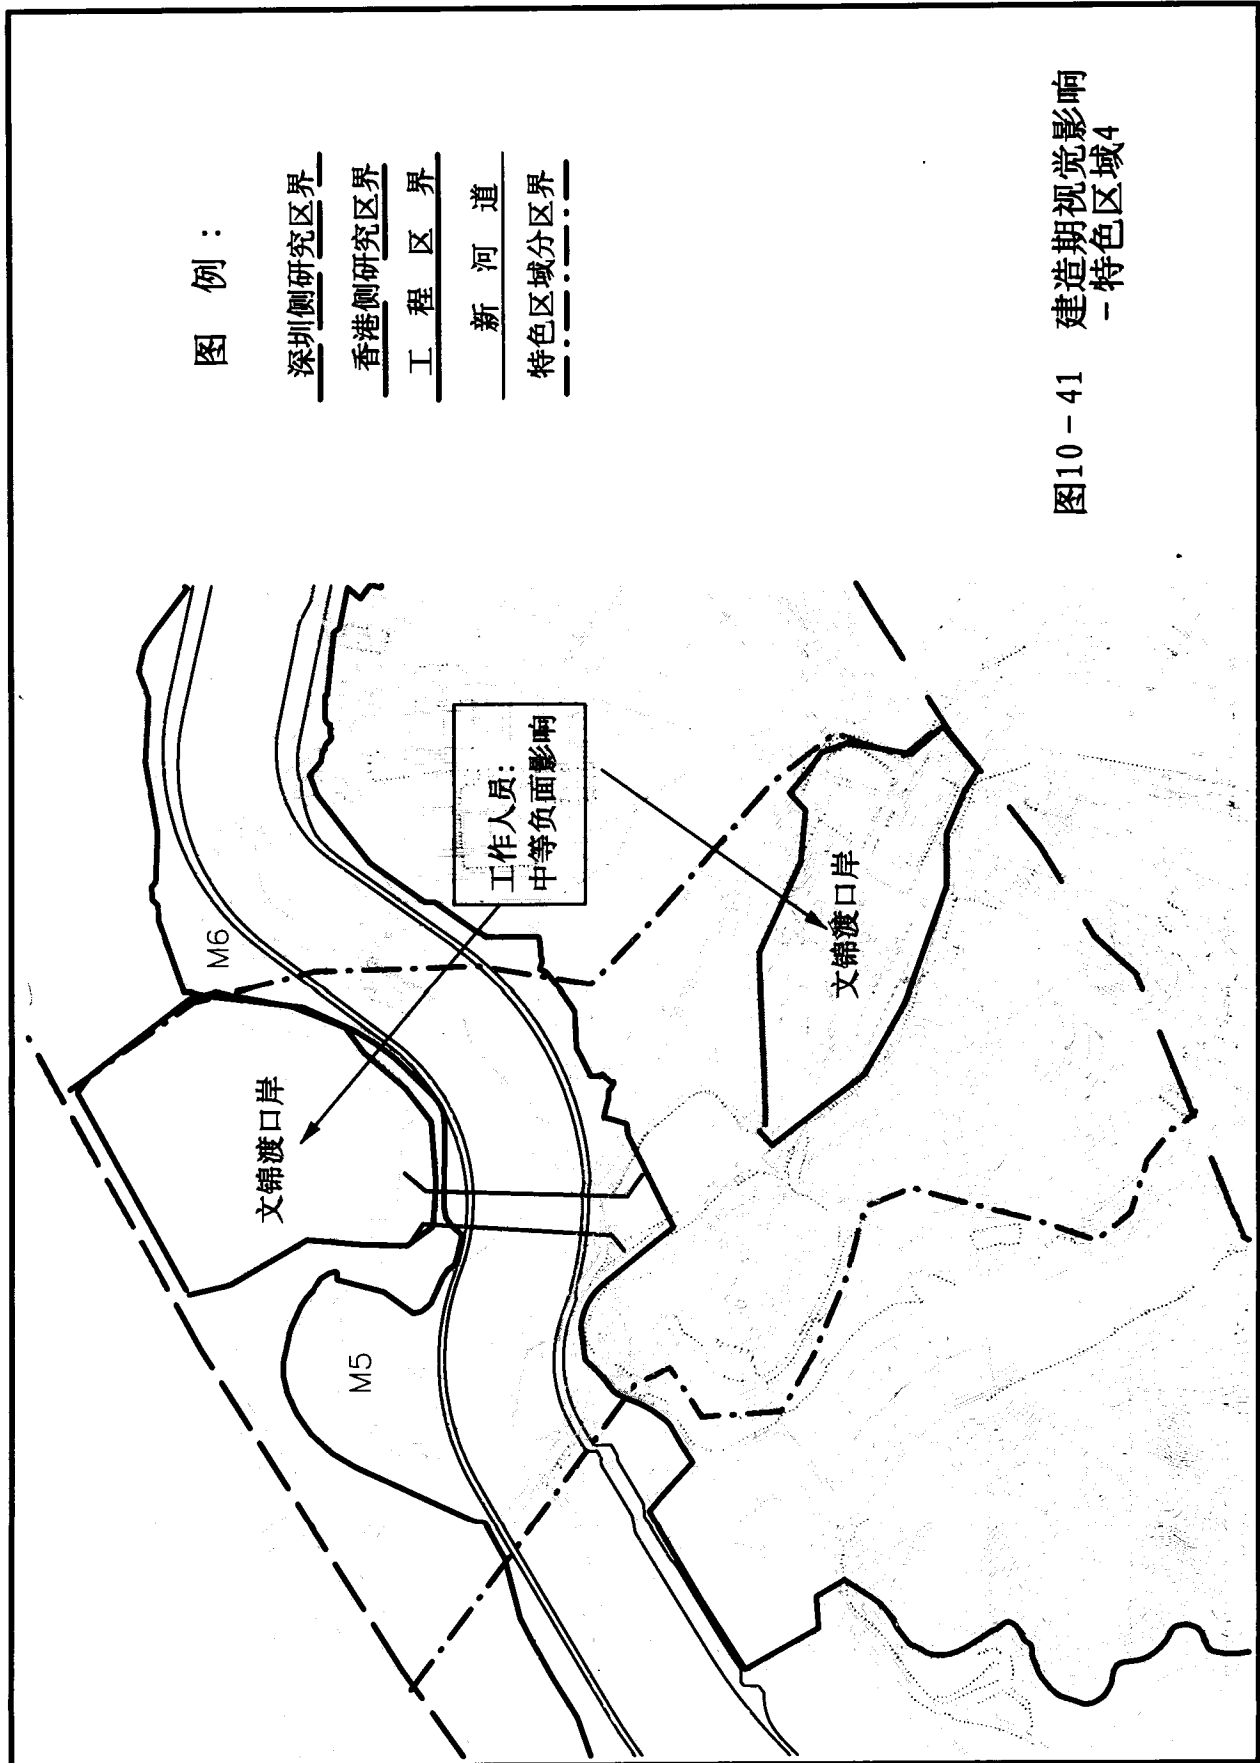 图例：
深圳侧研究区界
香港侧研究区界
工程区界
新河道
特色区域分区界
M6
工作人员：
中等负面影响
文锦渡口岸
文锦渡口岸
M5
图10－41 建造期视觉影响
－特色区域4